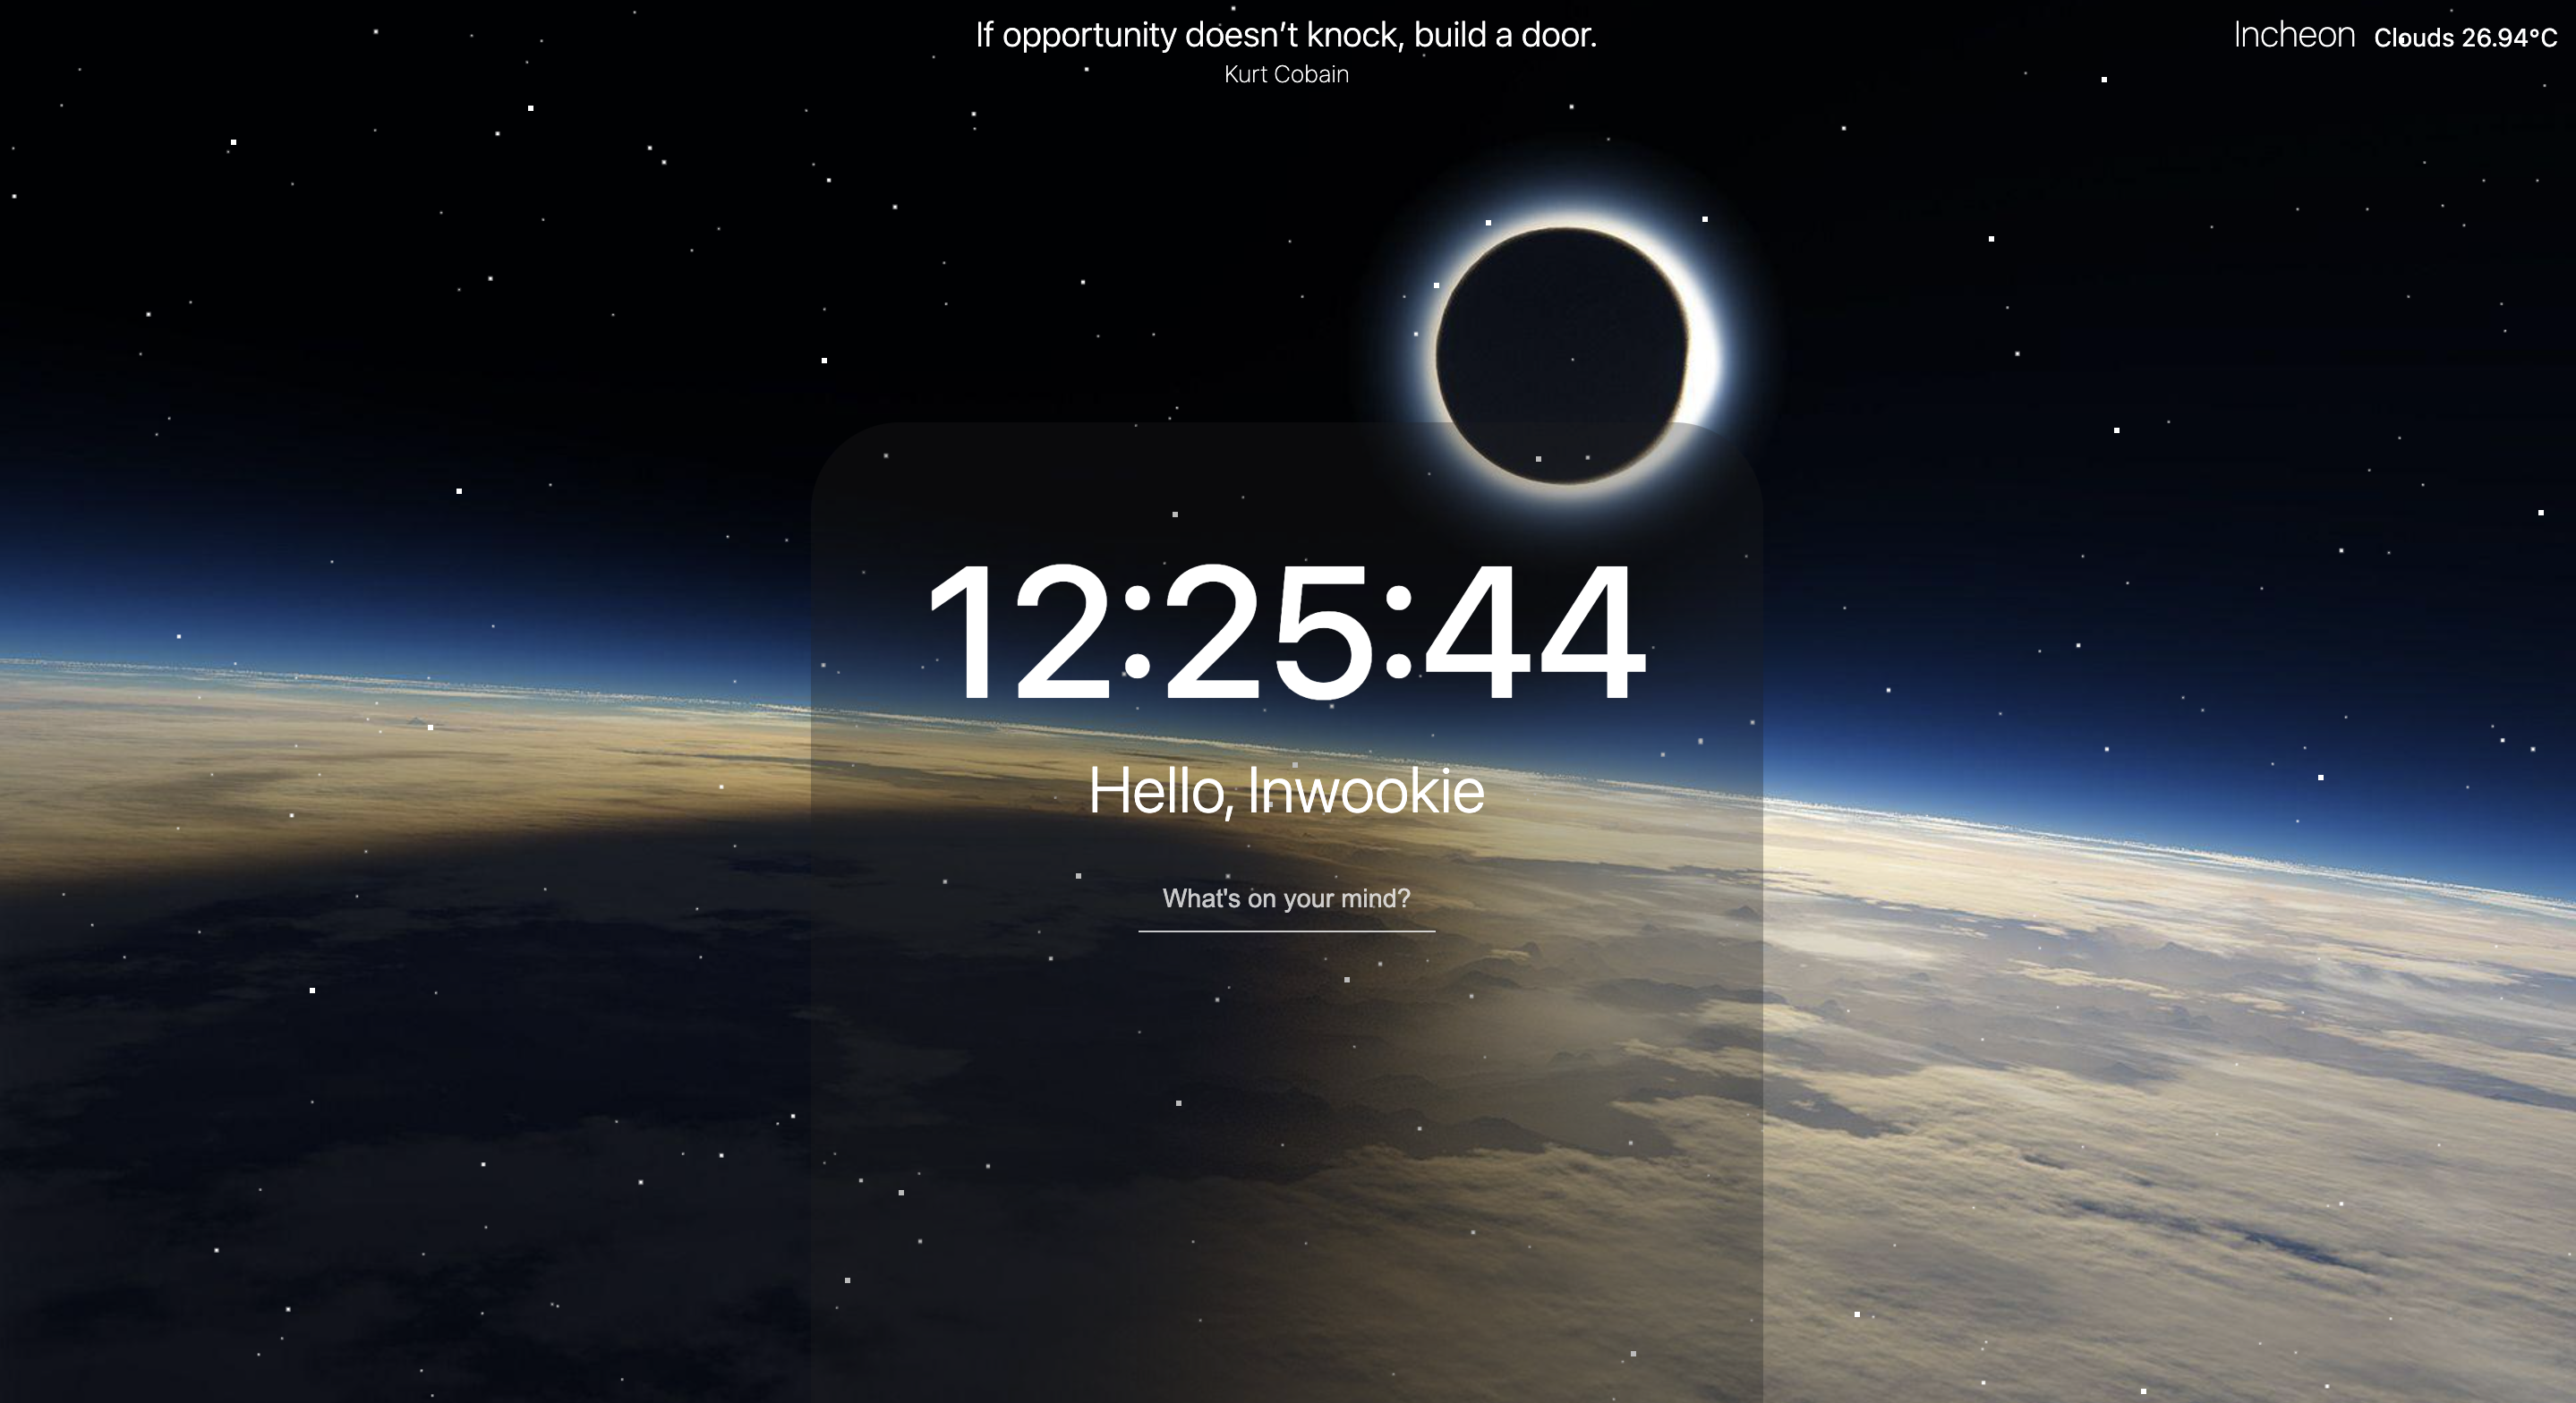 If opportunity doesn’t knock, build a door.
Kurt Cobain
Incheon Clouds 26.94°C
12:25:44
Hello, Inwookie
What's on your mind?